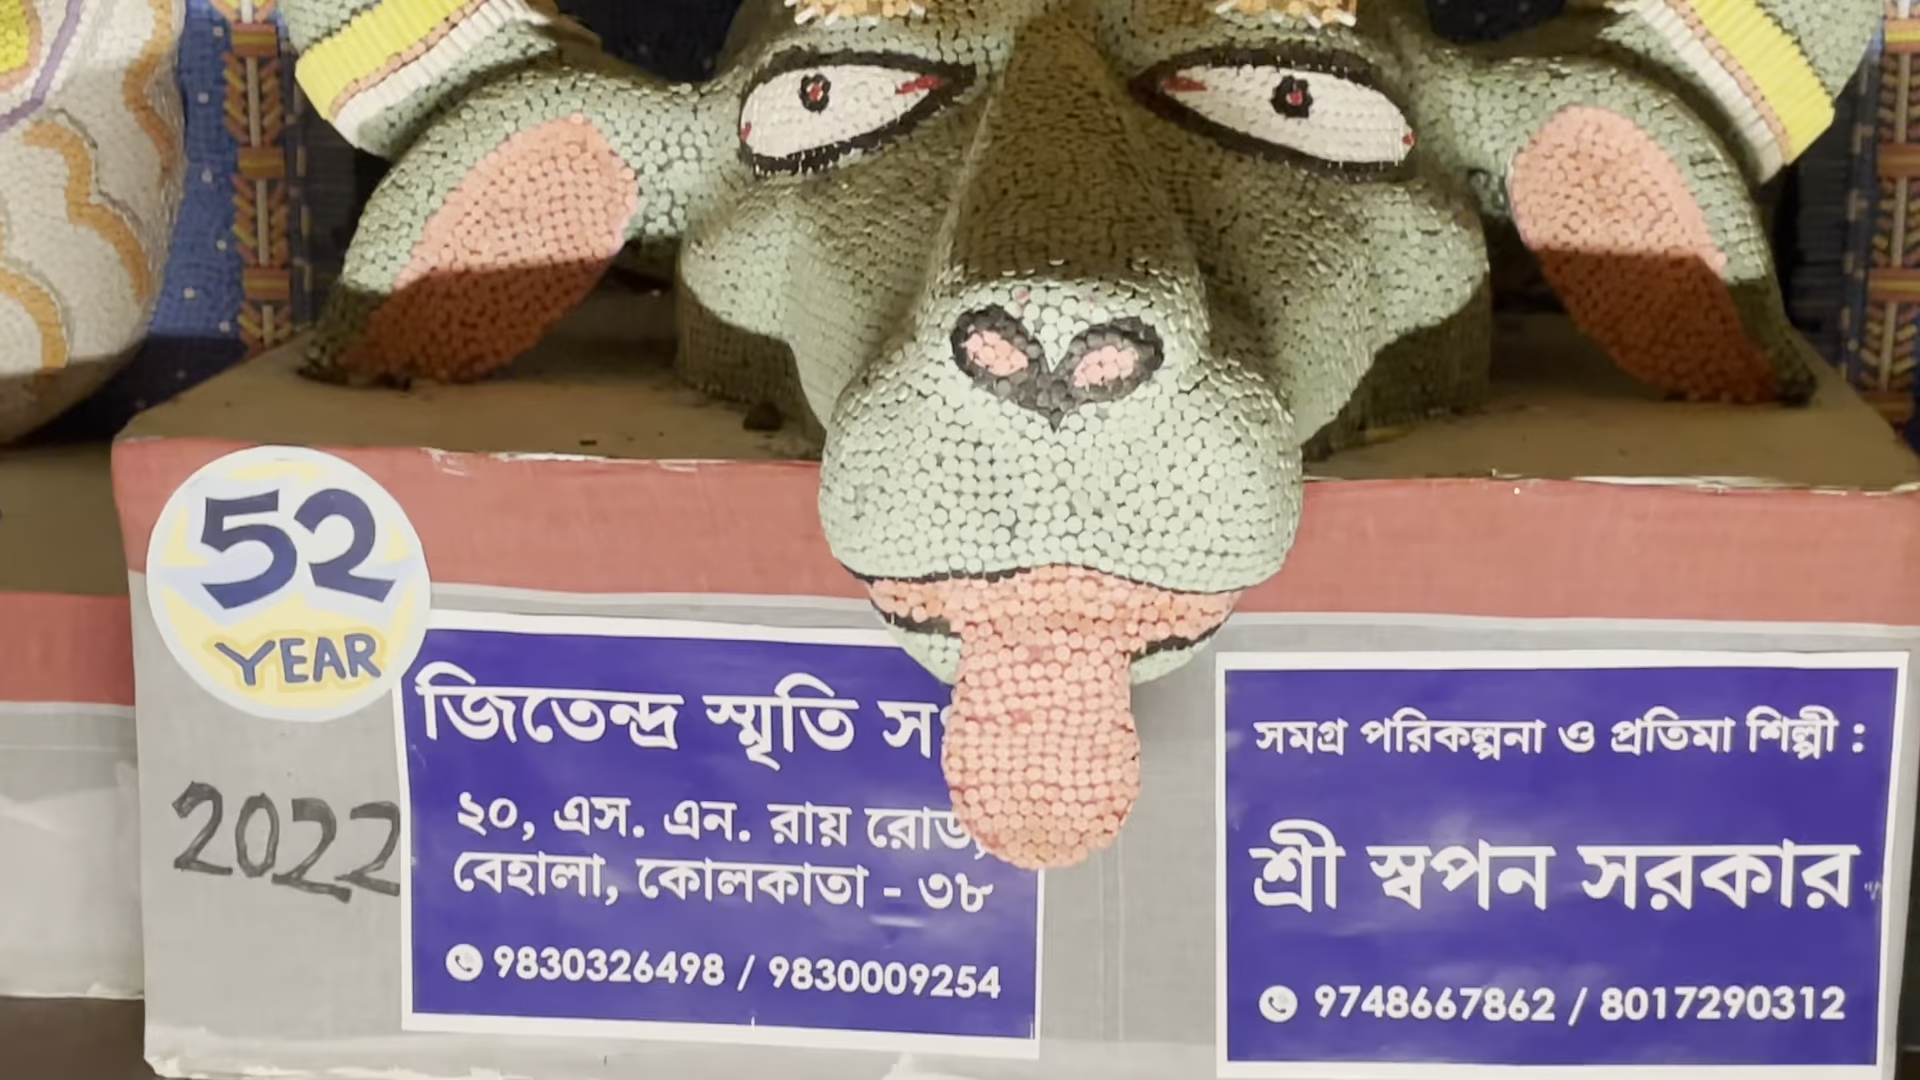 52
YEAR
2022
জিতেন্দ্র স্মৃতি
২০, এস. এন. রায় রোড,
বেহালা, কোলকাতা - ৩৮
9830326498 / 9830009254
সমগ্র পরিকল্পনা ও প্রতিমা শিল্পী :
শ্রী স্বপন সরকার
9748667862 / 8017290312